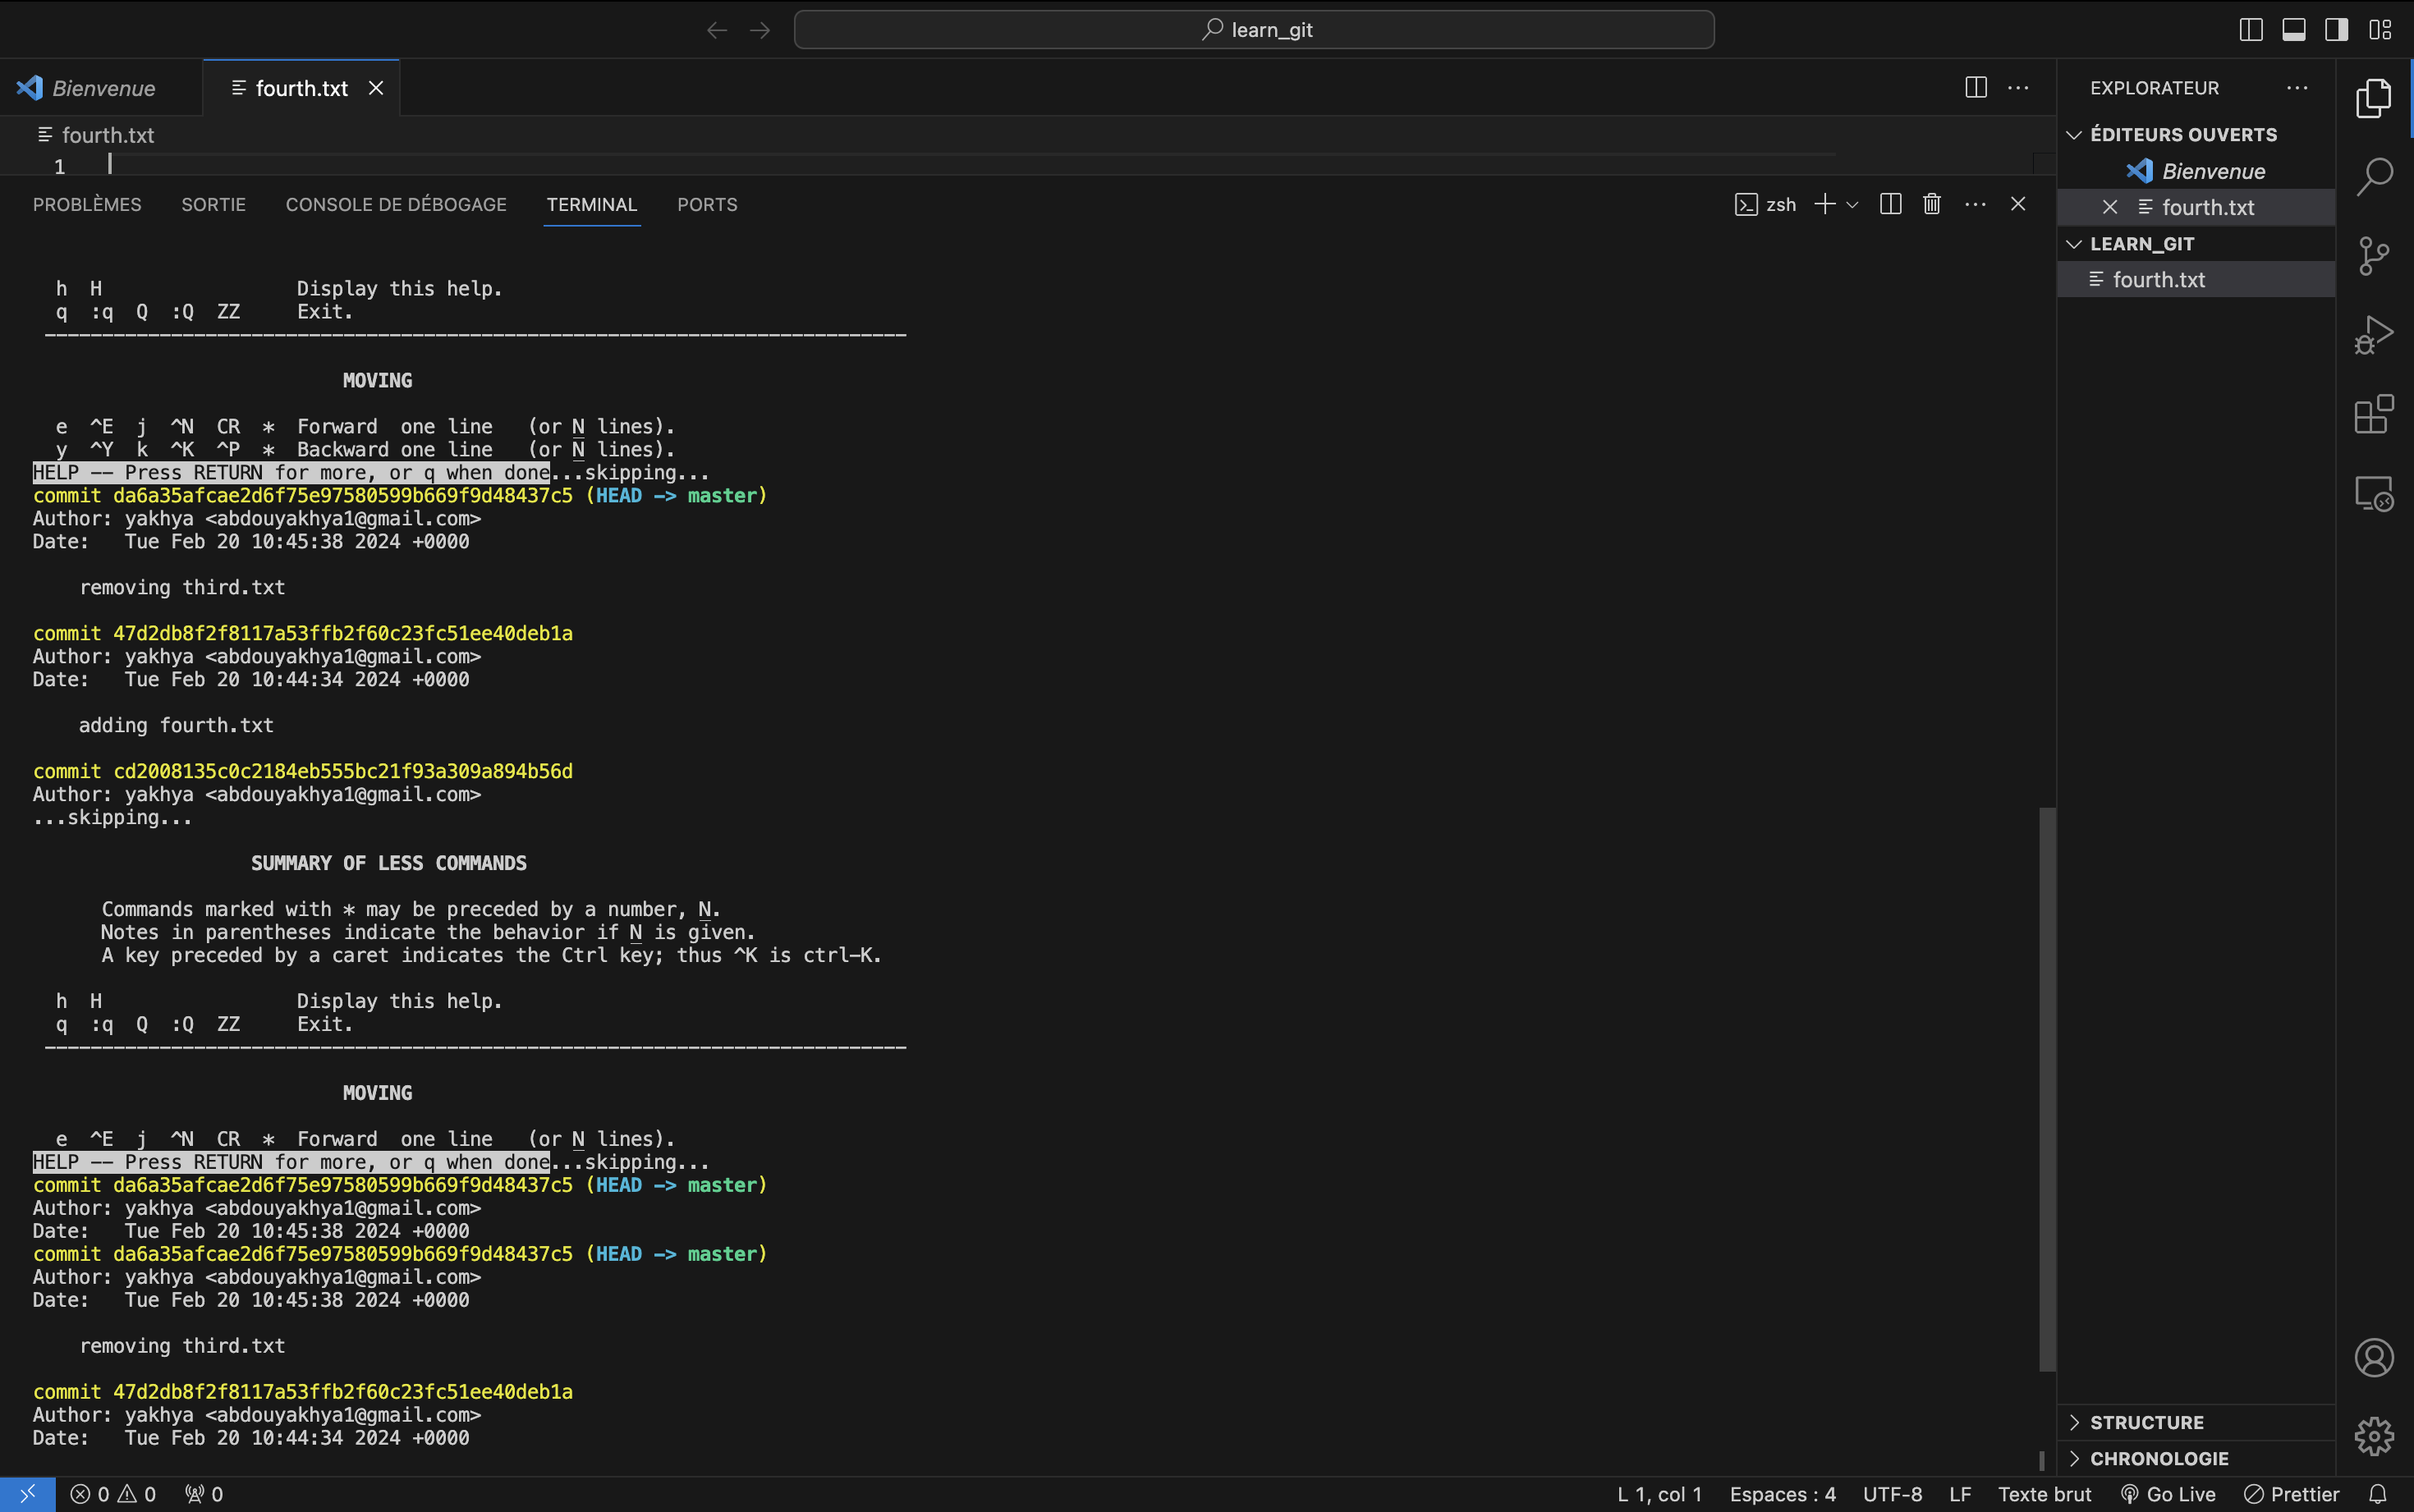 learn_git
Bienvenue
fourth.txt
fourth.txt
1
PROBLÈMES SORTIE CONSOLE DE DÉBOGAGE TERMINAL PORTS
zsh
h H Display this help.
q :q Q :Q ZZ Exit.
---------------------------------------------------------------------------
MOVING
e ^E j ^N CR * Forward one line (or N lines).
y ^Y k ^K ^P * Backward one line (or N lines).
HELP -- Press RETURN for more, or q when done...skipping...
commit da6a35afcae2d6f75e97580599b669f9d48437c5 (HEAD -> master)
Author: yakhya <abdouyakhya1@gmail.com>
Date: Tue Feb 20 10:45:38 2024 +0000
removing third.txt
commit 47d2db8f2f8117a53ffb2f60c23fc51ee40deb1a
Author: yakhya <abdouyakhya1@gmail.com>
Date: Tue Feb 20 10:44:34 2024 +0000
adding fourth.txt
commit cd2008135c0c2184eb555bc21f93a309a894b56d
Author: yakhya <abdouyakhya1@gmail.com>
...skipping...
SUMMARY OF LESS COMMANDS
Commands marked with * may be preceded by a number, N.
Notes in parentheses indicate the behavior if N is given.
A key preceded by a caret indicates the Ctrl key; thus ^K is ctrl-K.
h H Display this help.
q :q Q :Q ZZ Exit.
---------------------------------------------------------------------------
MOVING
e ^E j ^N CR * Forward one line (or N lines).
HELP -- Press RETURN for more, or q when done...skipping...
commit da6a35afcae2d6f75e97580599b669f9d48437c5 (HEAD -> master)
Author: yakhya <abdouyakhya1@gmail.com>
Date: Tue Feb 20 10:45:38 2024 +0000
commit da6a35afcae2d6f75e97580599b669f9d48437c5 (HEAD -> master)
Author: yakhya <abdouyakhya1@gmail.com>
Date: Tue Feb 20 10:45:38 2024 +0000
removing third.txt
commit 47d2db8f2f8117a53ffb2f60c23fc51ee40deb1a
Author: yakhya <abdouyakhya1@gmail.com>
Date: Tue Feb 20 10:44:34 2024 +0000
EXPLORATEUR
ÉDITEURS OUVERTS
Bienvenue
fourth.txt
LEARN_GIT
fourth.txt
STRUCTURE
CHRONOLOGIE
0 0 0
L 1, col 1 Espaces : 4 UTF-8 LF Texte brut Go Live Prettier